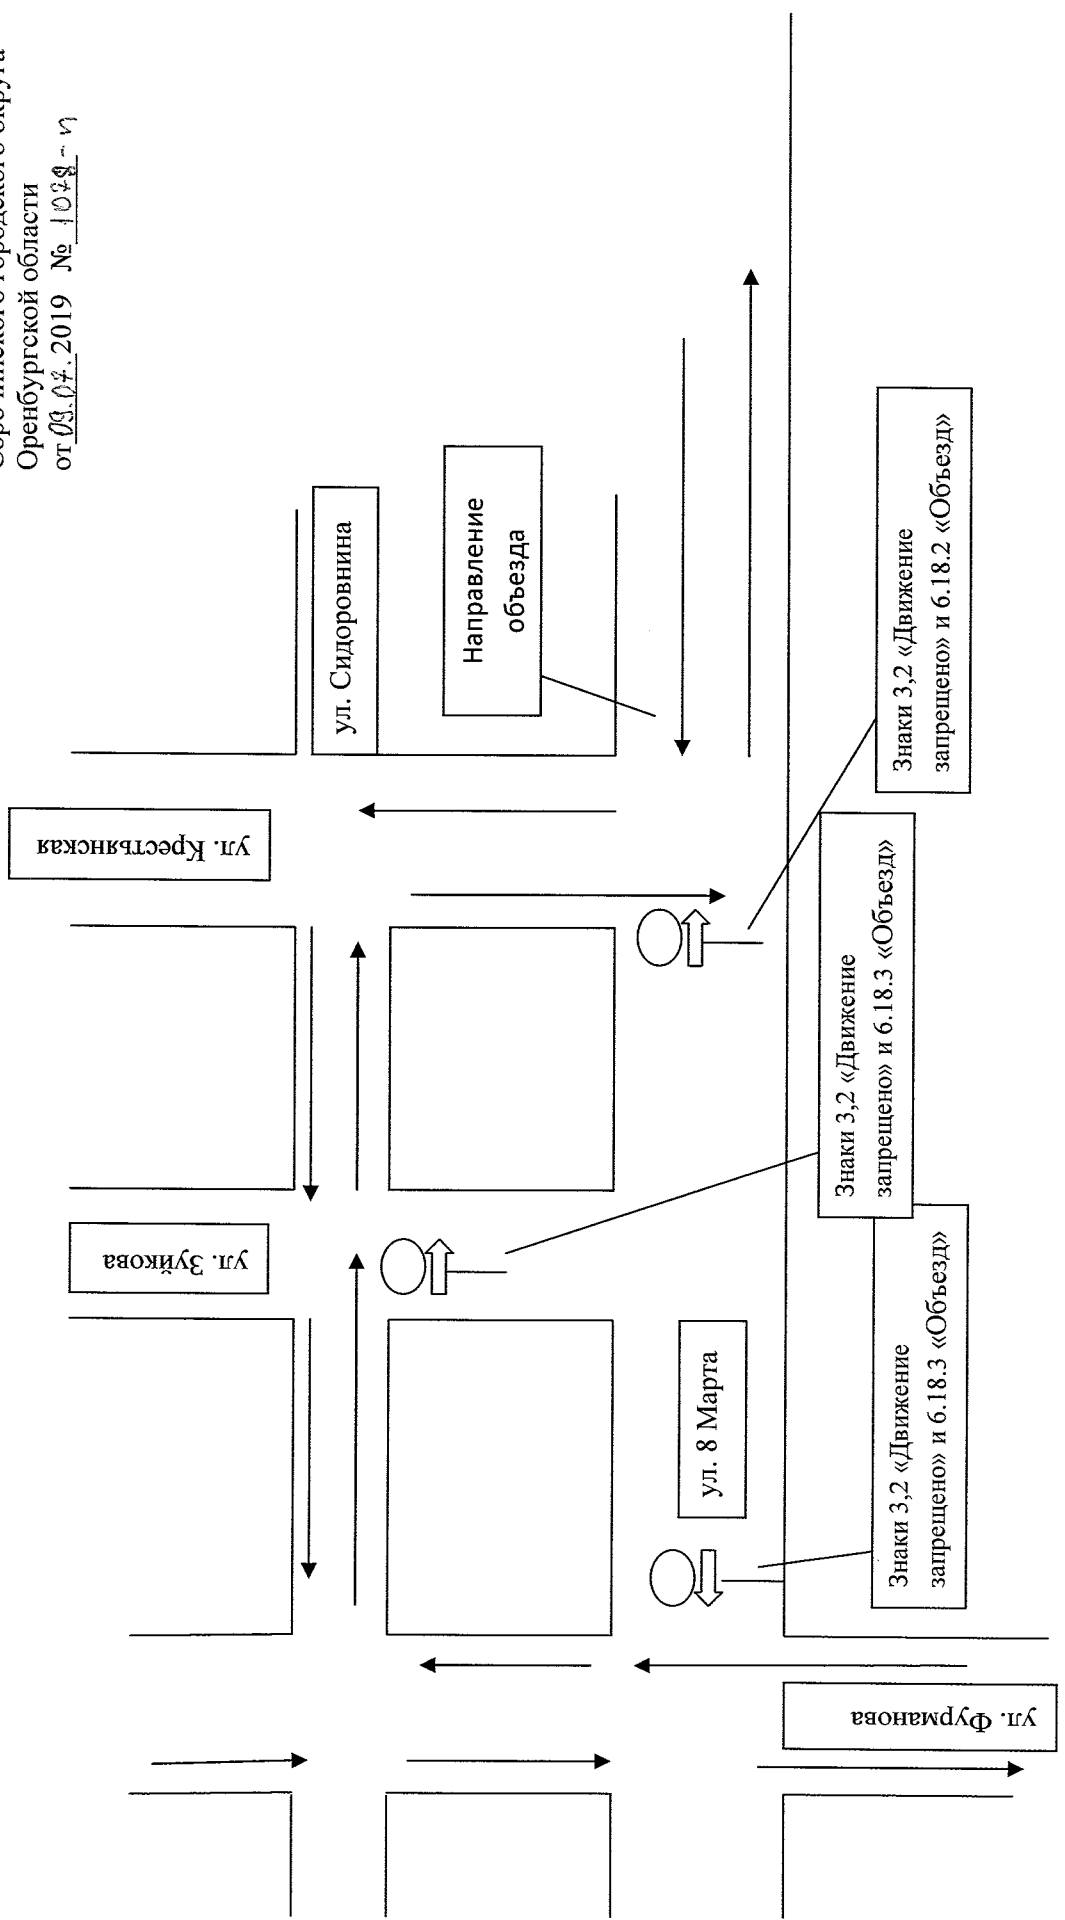 Оренбургской области
от 09.07.2019 № 1078-п
ул. Крестьянская
ул. Сидоровнина
Направление
объезда
Знаки 3,2 «Движение
запрещено» и 6.18.2 «Объезд»
ул. Зуйкова
Знаки 3,2 «Движение
запрещено» и 6.18.3 «Объезд»
ул. 8 Марта
Знаки 3,2 «Движение
запрещено» и 6.18.3 «Объезд»
ул. Фурманова